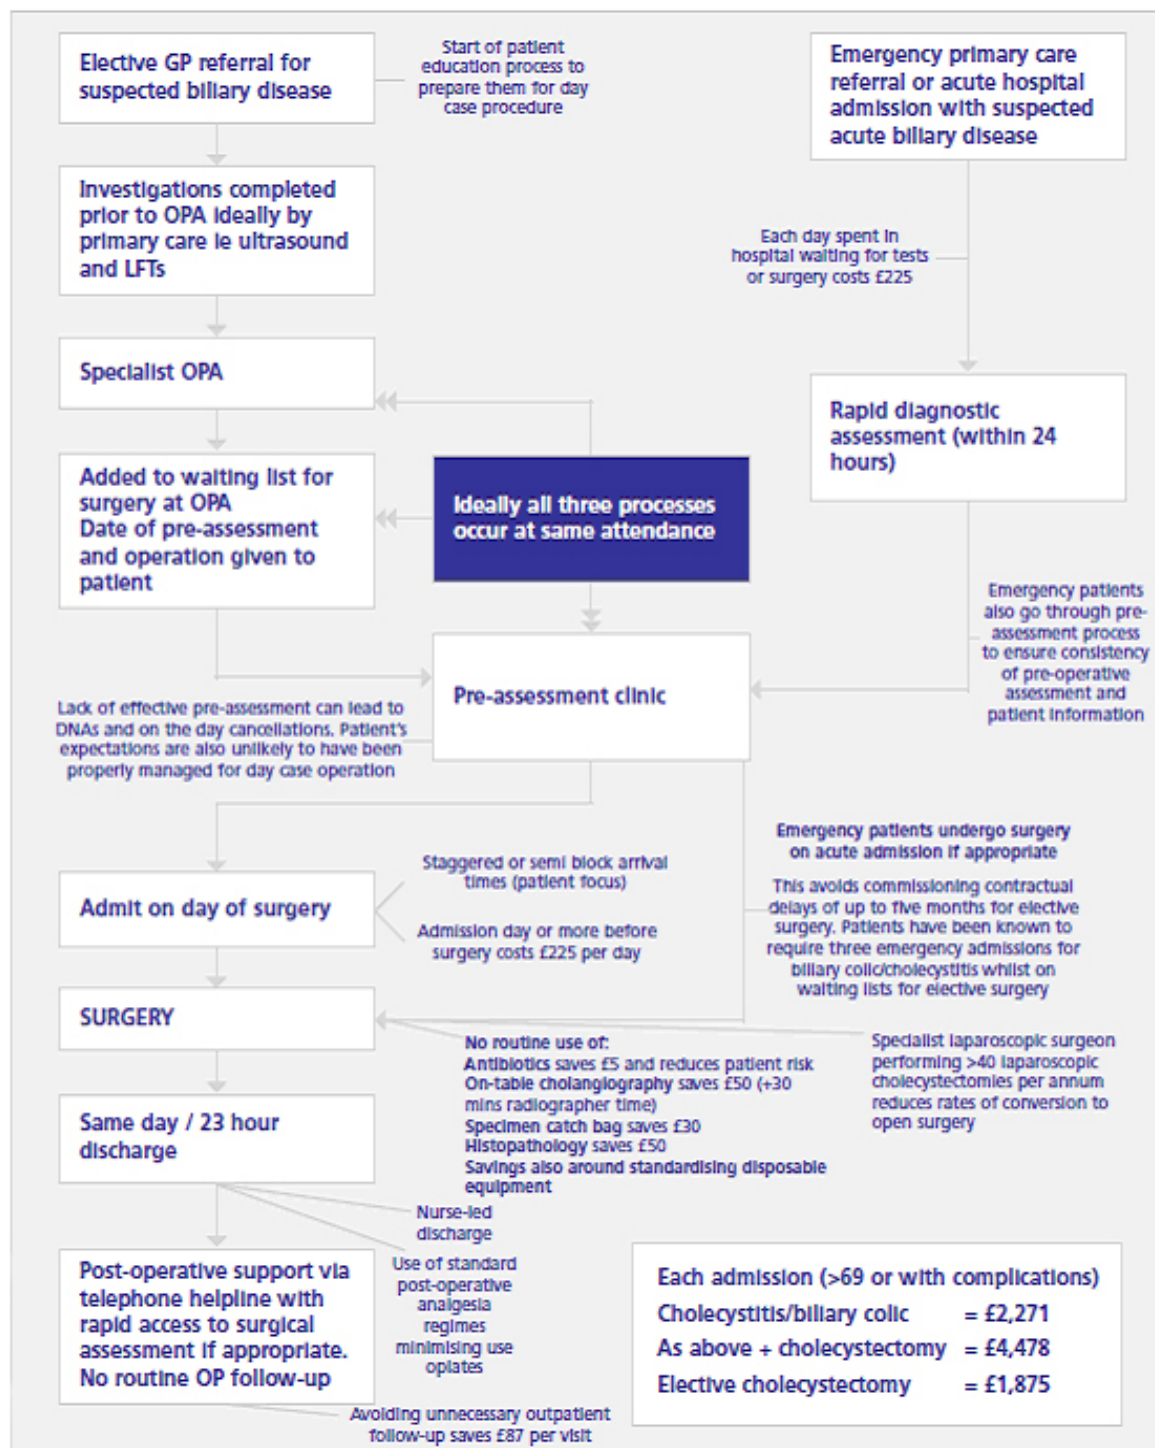 Elective GP referral for
suspected biliary disease
Start of patient
education process to
prepare them for day
case procedure
Emergency primary care
referral or acute hospital
admission with suspected
acute biliary disease
Investigations completed
prior to OPA ideally by
primary care ie ultrasound
and LFTs
Each day spent in
hospital waiting for tests
or surgery costs £225
Specialist OPA
Rapid diagnostic
assessment (within 24
hours)
Added to waiting list for
surgery at OPA
Date of pre-assessment
and operation given to
patient
Ideally all three processes
occur at same attendance
Emergency patients
also go through pre-
assessment process
to ensure consistency
of pre-operative
assessment and
patient information
Pre-assessment clinic
Lack of effective pre-assessment can lead to
DNAs and on the day cancellations. Patient's
expectations are also unlikely to have been
properly managed for day case operation
Emergency patients undergo surgery
on acute admission if appropriate
This avoids commissioning contractual
delays of up to five months for elective
surgery. Patients have been known to
require three emergency admissions for
biliary colic/cholecystitis whilst on
waiting lists for elective surgery
Admit on day of surgery
Staggered or semi block arrival
times (patient focus)
Admission day or more before
surgery costs £225 per day
SURGERY
No routine use of:
Antibiotics saves £5 and reduces patient risk
On-table cholangiography saves £50 (+30
mins radiographer time)
Specimen catch bag saves £30
Histopathology saves £50
Savings also around standardising disposable
equipment
Specialist laparoscopic surgeon
performing >40 laparoscopic
cholecystectomies per annum
reduces rates of conversion to
open surgery
Same day / 23 hour
discharge
Nurse-led
discharge
Use of standard
post-operative
analgesia
regimes
minimising use
opiates
Post-operative support via
telephone helpline with
rapid access to surgical
assessment if appropriate.
No routine OP follow-up
Avoiding unnecessary outpatient
follow-up saves £87 per visit
Each admission (>69 or with complications)
Cholecystitis/biliary colic = £2,271
As above + cholecystectomy = £4,478
Elective cholecystectomy = £1,875